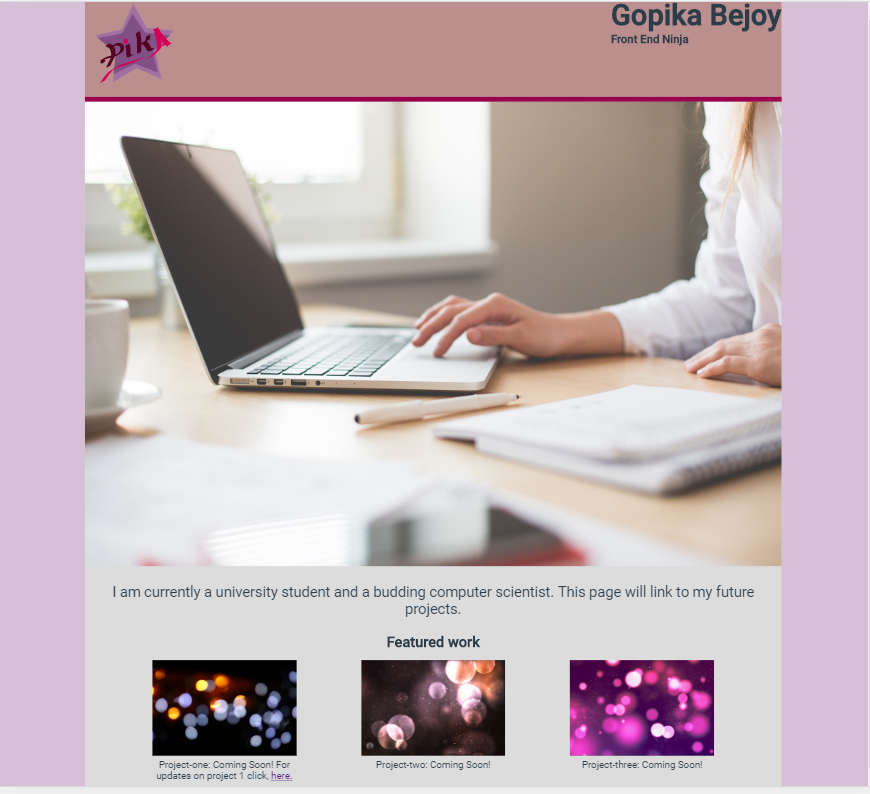 PikA
Gopika Bejoy
Front End Ninja
I am currently a university student and a budding computer scientist. This page will link to my future
projects.
Featured work
Project-one: Coming Soon! For
updates on project 1 click, here.
Project-two: Coming Soon!
Project-three: Coming Soon!